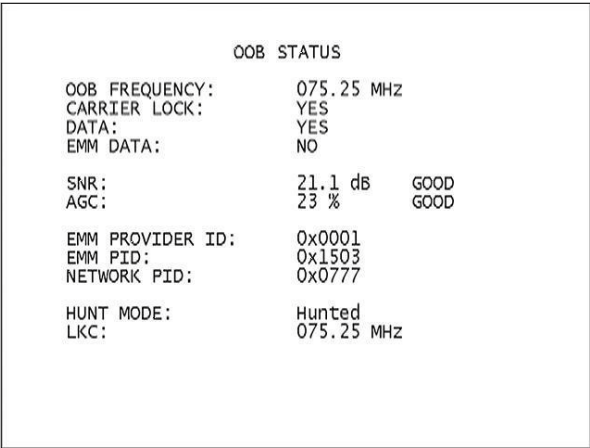 OOB STATUS
OOB FREQUENCY: 075.25 MHz
CARRIER LOCK: YES
DATA: YES
EMM DATA: NO
SNR: 21.1 dB GOOD
AGC: 23 % GOOD
EMM PROVIDER ID: 0x0001
EMM PID: 0x1503
NETWORK PID: 0x0777
HUNT MODE: Hunted
LKC: 075.25 MHz